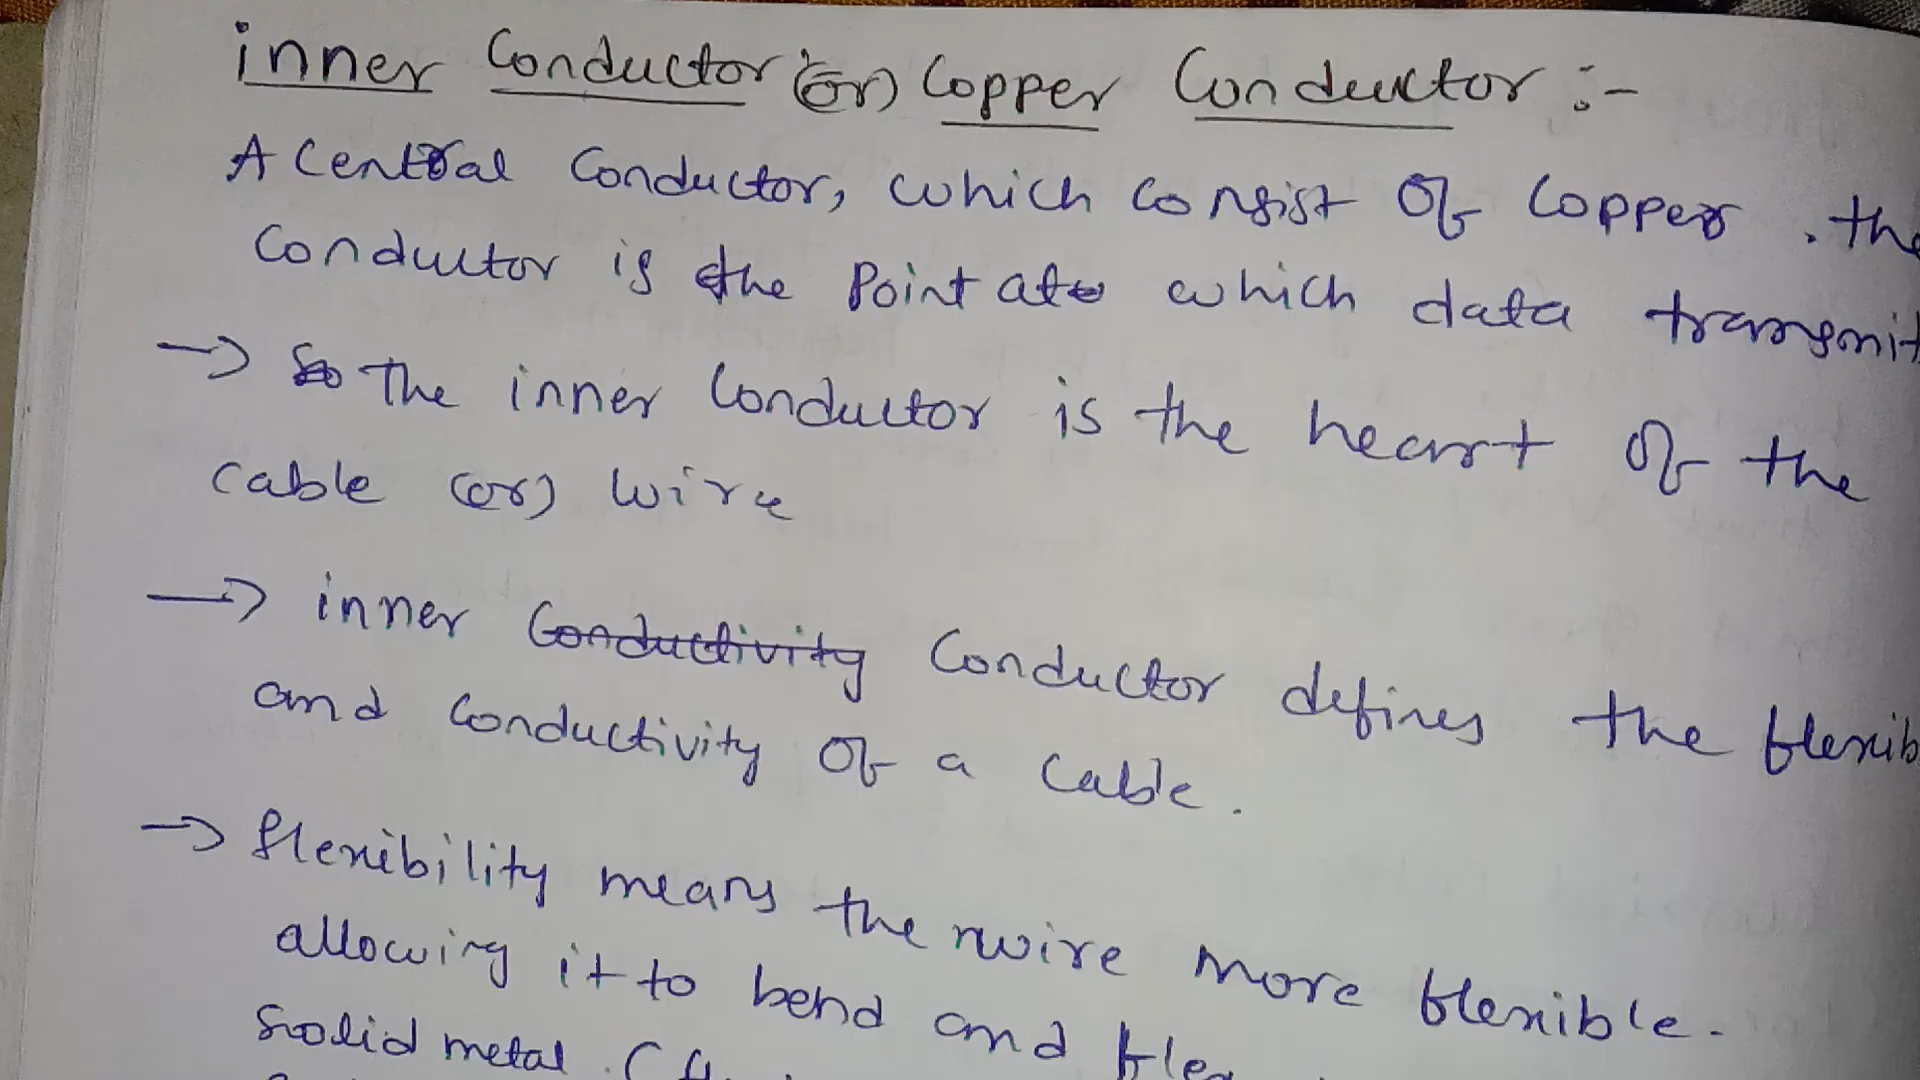 inner Conductor (or) Copper Conductor :-
A Central Conductor, which consist of Copper. the
Conductor is the Point at which data transmit
→ So the inner Conductor is the heart of the
cable (or) wire
→ inner Conductivity Conductor defines the flexib
and conductivity of a cable.
→ flexibility means the wire more flexible.
allowing it to bend and flex
solid metal. (